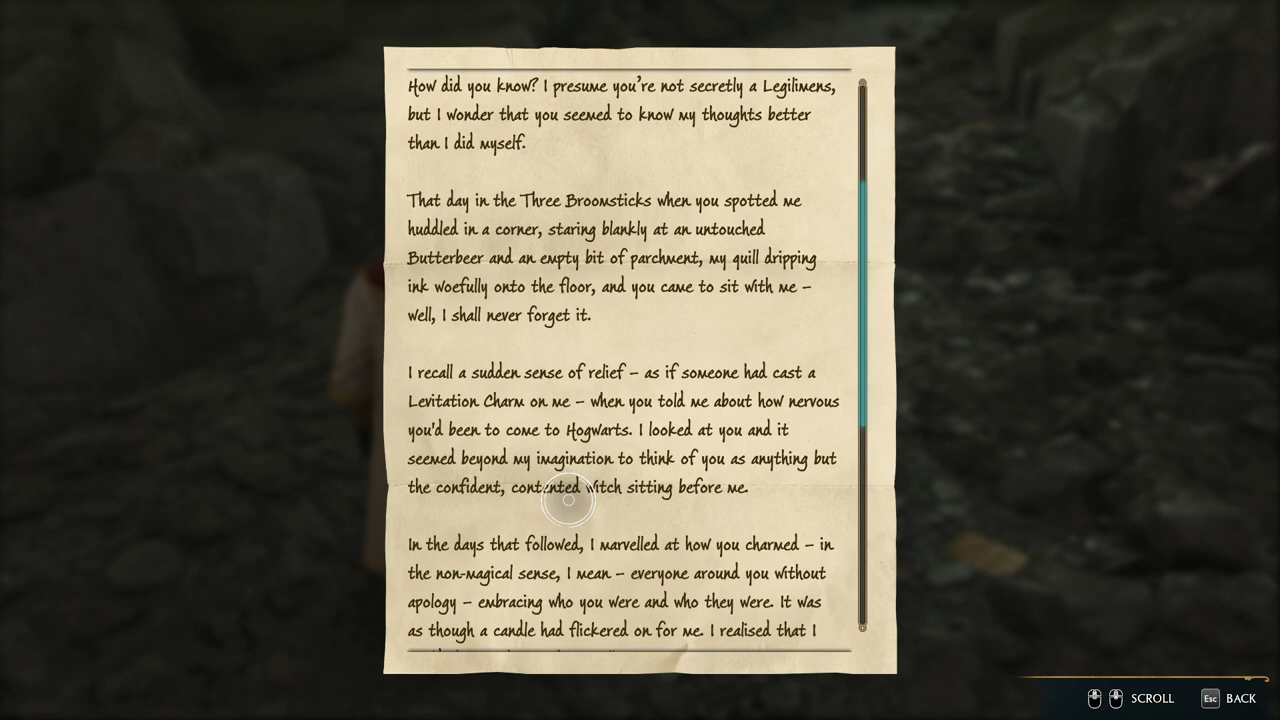 How did you know? I presume you're not secretly a Legilimens,
but I wonder that you seemed to know my thoughts better
than I did myself.
That day in the Three Broomsticks when you spotted me
huddled in a corner, staring blankly at an untouched
Butterbeer and an empty bit of parchment, my quill dripping
ink woefully onto the floor, and you came to sit with me –
well, I shall never forget it.
I recall a sudden sense of relief – as if someone had cast a
Levitation Charm on me – when you told me about how nervous
you'd been to come to Hogwarts. I looked at you and it
seemed beyond my imagination to think of you as anything but
the confident, contented witch sitting before me.
In the days that followed, I marvelled at how you charmed – in
the non-magical sense, I mean – everyone around you without
apology – embracing who you were and who they were. It was
as though a candle had flickered on for me. I realised that I
SCROLL
Esc BACK